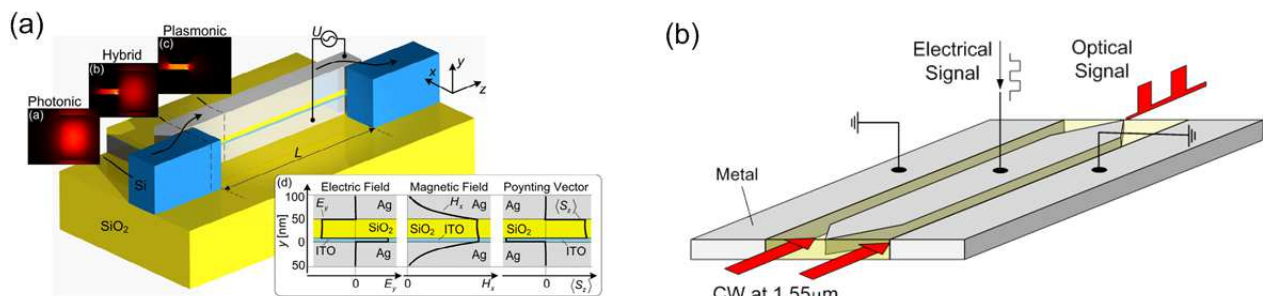 (a)
Plasmonic
(c)
Hybrid
(b)
Photonic
(a)
U
y
x
z
L
Si
SiO2
(d)
Electric Field
Magnetic Field
Poynting Vector
y [nm]
100
50
0
50
Ey
Ag
SiO2
ITO
Ag
0
Ey
Hx
Ag
SiO2
ITO
Ag
0
Hx
Ag
⟨Sz⟩
SiO2
ITO
Ag
0
⟨Sz⟩
(b)
Electrical
Signal
Optical
Signal
Metal
CW at 1.55µm